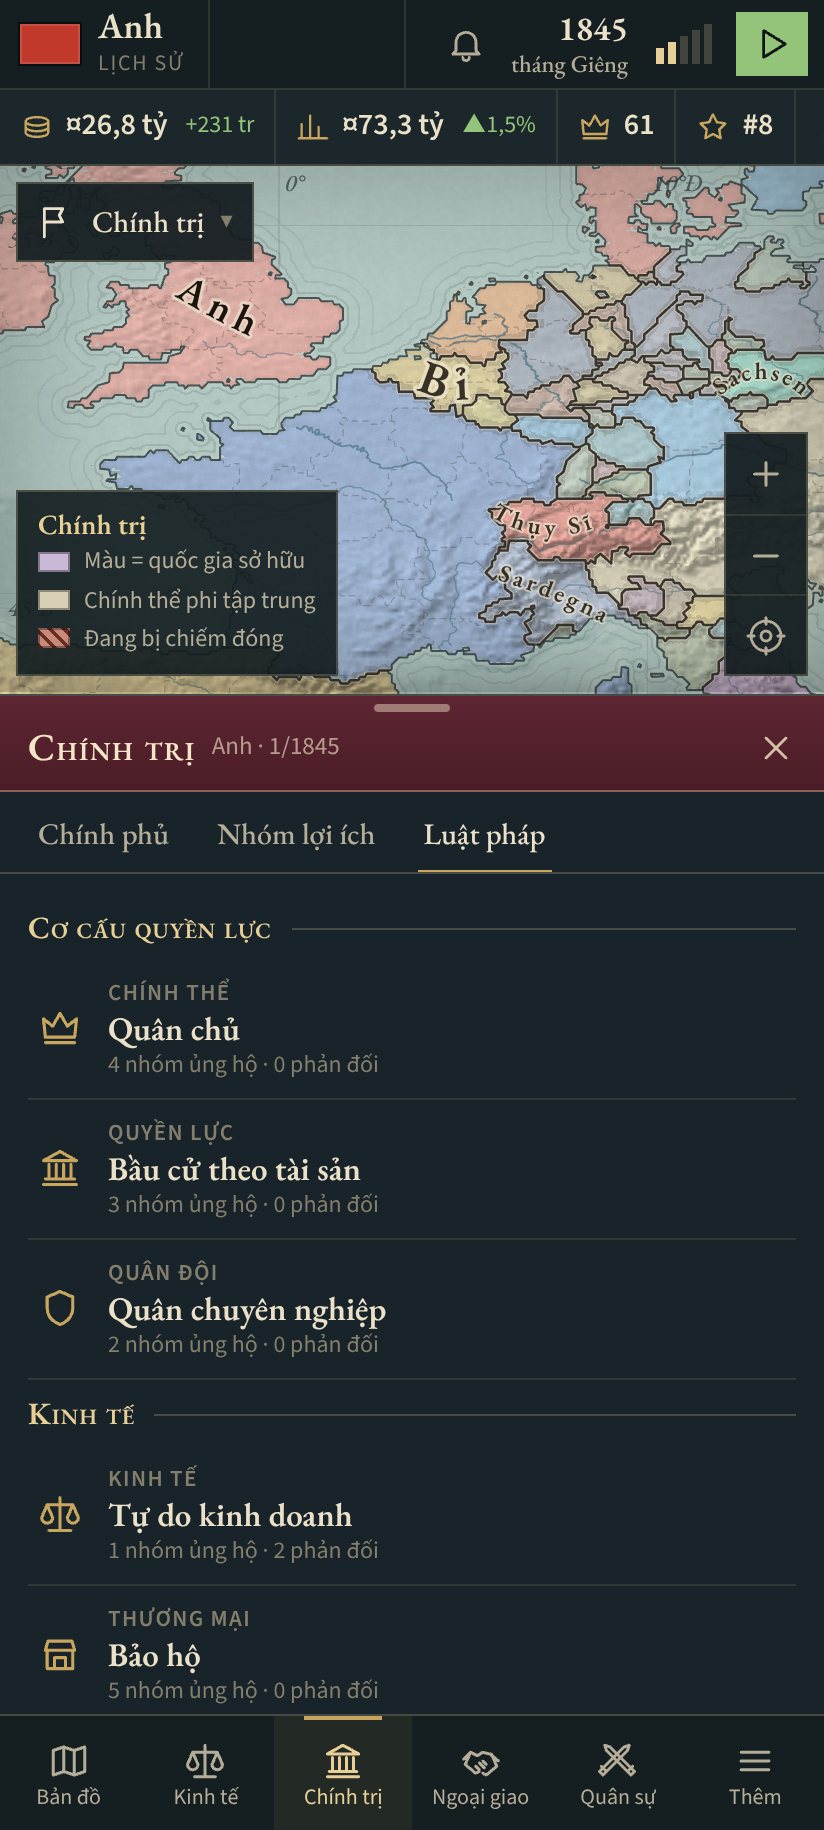 Anh
LỊCH SỬ
1845
tháng Giêng
¤26,8 tỷ +231 tr
¤73,3 tỷ ▲1,5%
61
#8
Chính trị ▼
0°
10°Đ
Anh
Bỉ
Sachsen
Thụy Sĩ
Sardegna
Chính trị
Màu = quốc gia sở hữu
Chính thể phi tập trung
Đang bị chiếm đóng
CHÍNH TRỊ Anh · 1/1845
Chính phủ
Nhóm lợi ích
Luật pháp
CƠ CẤU QUYỀN LỰC
CHÍNH THỂ
Quân chủ
4 nhóm ủng hộ · 0 phản đối
QUYỀN LỰC
Bầu cử theo tài sản
3 nhóm ủng hộ · 0 phản đối
QUÂN ĐỘI
Quân chuyên nghiệp
2 nhóm ủng hộ · 0 phản đối
KINH TẾ
KINH TẾ
Tự do kinh doanh
1 nhóm ủng hộ · 2 phản đối
THƯƠNG MẠI
Bảo hộ
5 nhóm ủng hộ · 0 phản đối
Bản đồ
Kinh tế
Chính trị
Ngoại giao
Quân sự
Thêm